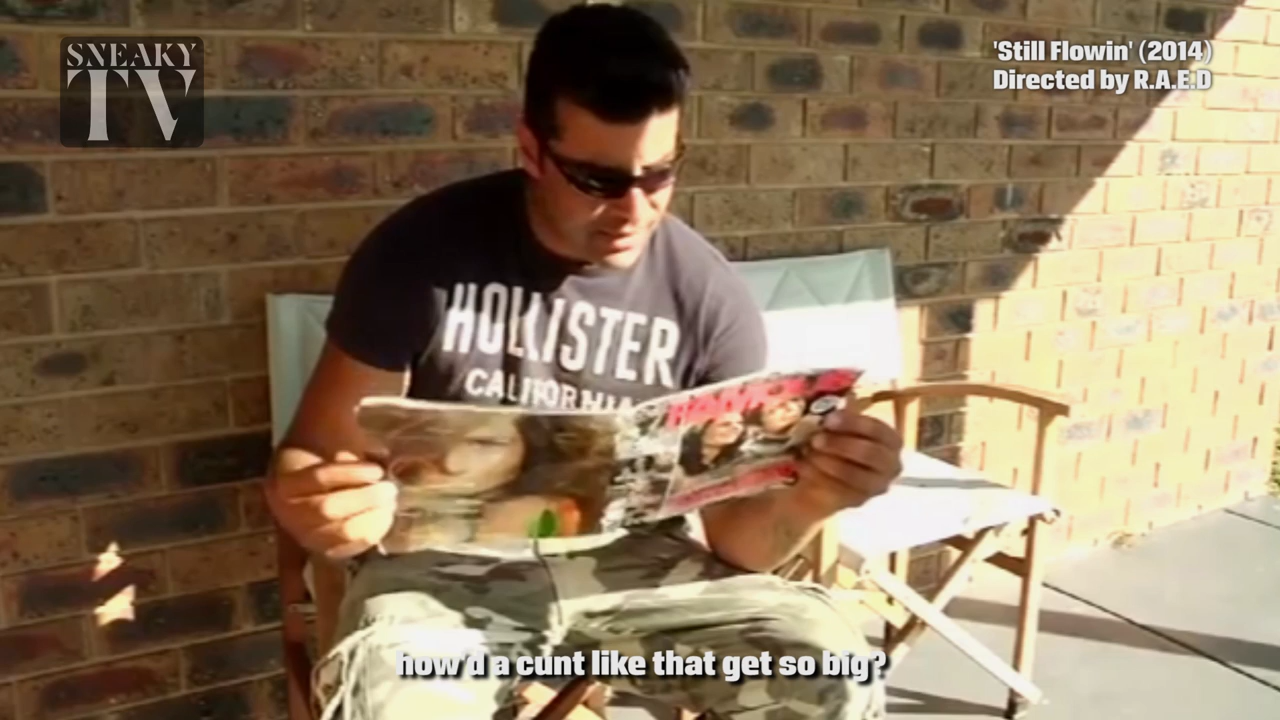 SNEAKY
TV
'Still Flowin' (2014)
Directed by R.A.E.D
HOLLISTER
CALIFORNIA
how'd a cunt like that get so big?